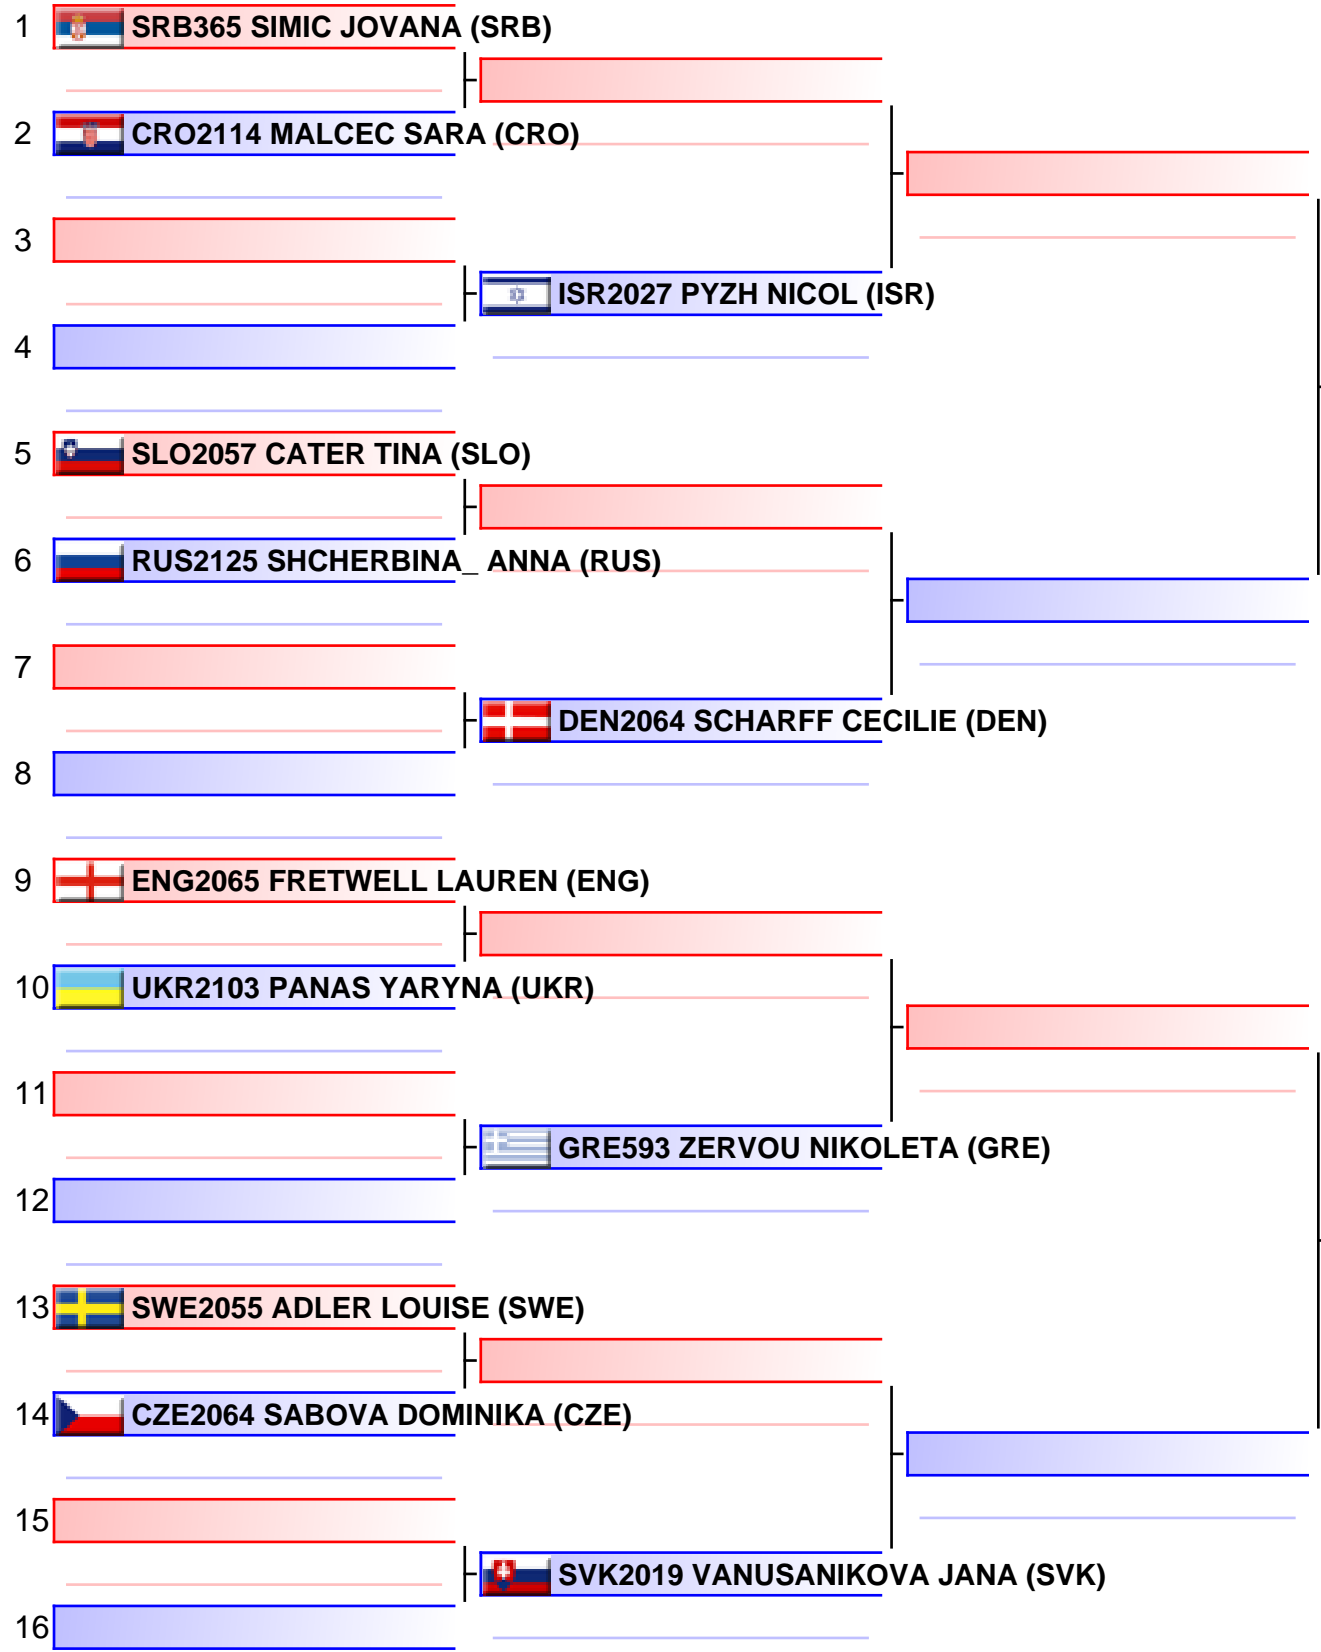 1 SRB365 SIMIC JOVANA (SRB)
2 CRO2114 MALCEC SARA (CRO)
3
ISR2027 PYZH NICOL (ISR)
4
5 SLO2057 CATER TINA (SLO)
6 RUS2125 SHCHERBINA_ ANNA (RUS)
7
DEN2064 SCHARFF CECILIE (DEN)
8
9 ENG2065 FRETWELL LAUREN (ENG)
10 UKR2103 PANAS YARYNA (UKR)
11
GRE593 ZERVOU NIKOLETA (GRE)
12
13 SWE2055 ADLER LOUISE (SWE)
14 CZE2064 SABOVA DOMINIKA (CZE)
15
SVK2019 VANUSANIKOVA JANA (SVK)
16